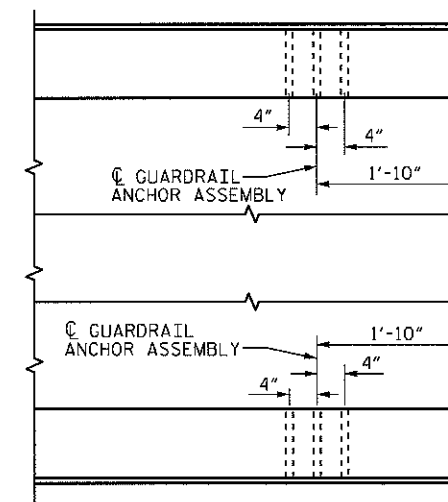 4"
4"
℄ GUARDRAIL
ANCHOR ASSEMBLY
1'-10"
℄ GUARDRAIL
ANCHOR ASSEMBLY
1'-10"
4"
4"